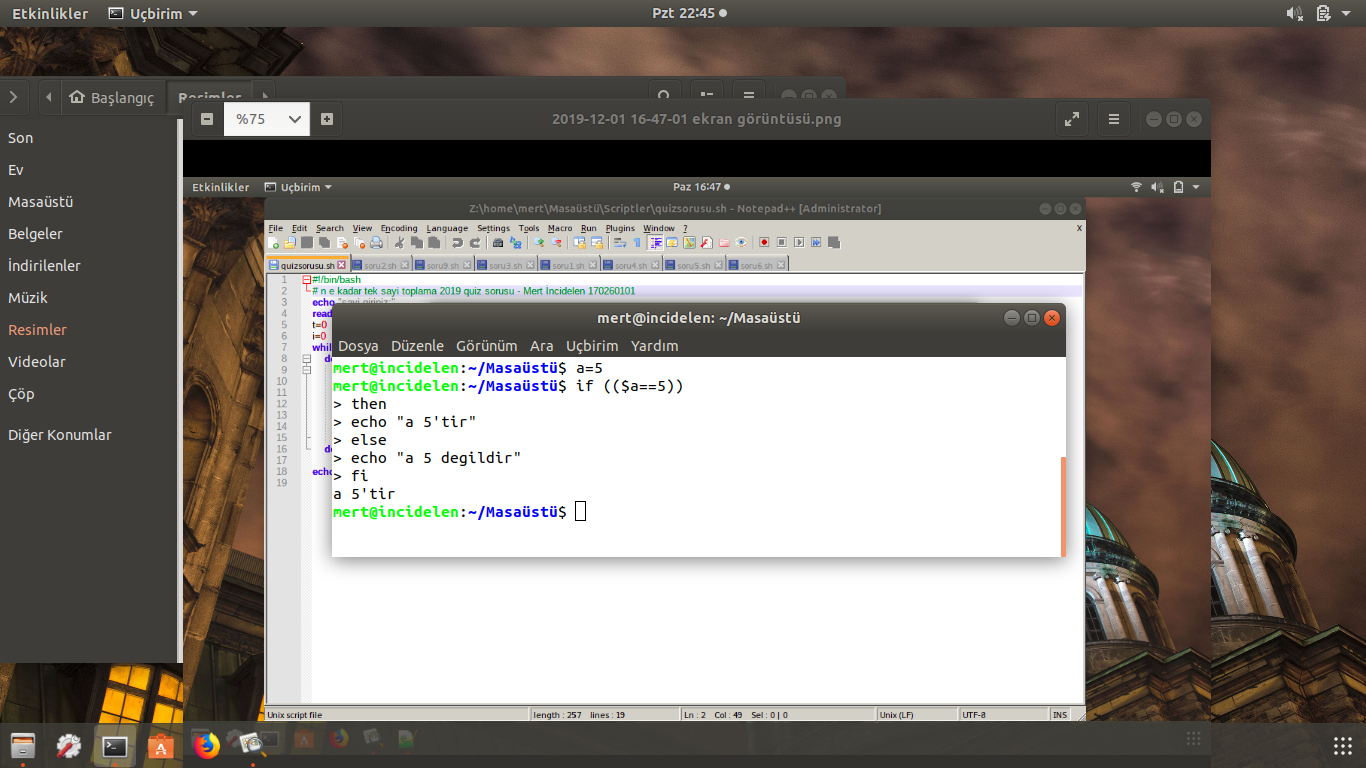 Etkinlikler Uçbirim Pzt 22:45
Başlangıç Resimler
%75 2019-12-01 16-47-01 ekran görüntüsü.png
Son
Ev
Masaüstü
Belgeler
İndirilenler
Müzik
Resimler
Videolar
Çöp
Diğer Konumlar
Etkinlikler Uçbirim Paz 16:47
Z:\home\mert\Masaüstü\Scriptler\quizsorusu.sh - Notepad++ [Administrator]
File Edit Search View Encoding Language Settings Tools Macro Run Plugins Window ? X
quizsorusu.sh soru2.sh soru9.sh soru3.sh soru1.sh soru4.sh soru5.sh soru6.sh
1 #!/bin/bash
2 # n e kadar tek sayi toplama 2019 quiz sorusu - Mert İncidelen 170260101
3 echo "sayi giriniz:"
4 read
5 t=0
6 i=0
7 whil
8 do
9
10
11
12
13
14
15
16 do
17
18 echo
19
mert@incidelen: ~/Masaüstü
Dosya Düzenle Görünüm Ara Uçbirim Yardım
mert@incidelen:~/Masaüstü$ a=5
mert@incidelen:~/Masaüstü$ if (($a==5))
> then
> echo "a 5'tir"
> else
> echo "a 5 degildir"
> fi
a 5'tir
mert@incidelen:~/Masaüstü$
Unix script file length : 257 lines : 19 Ln : 2 Col : 49 Sel : 0 | 0 Unix (LF) UTF-8 INS